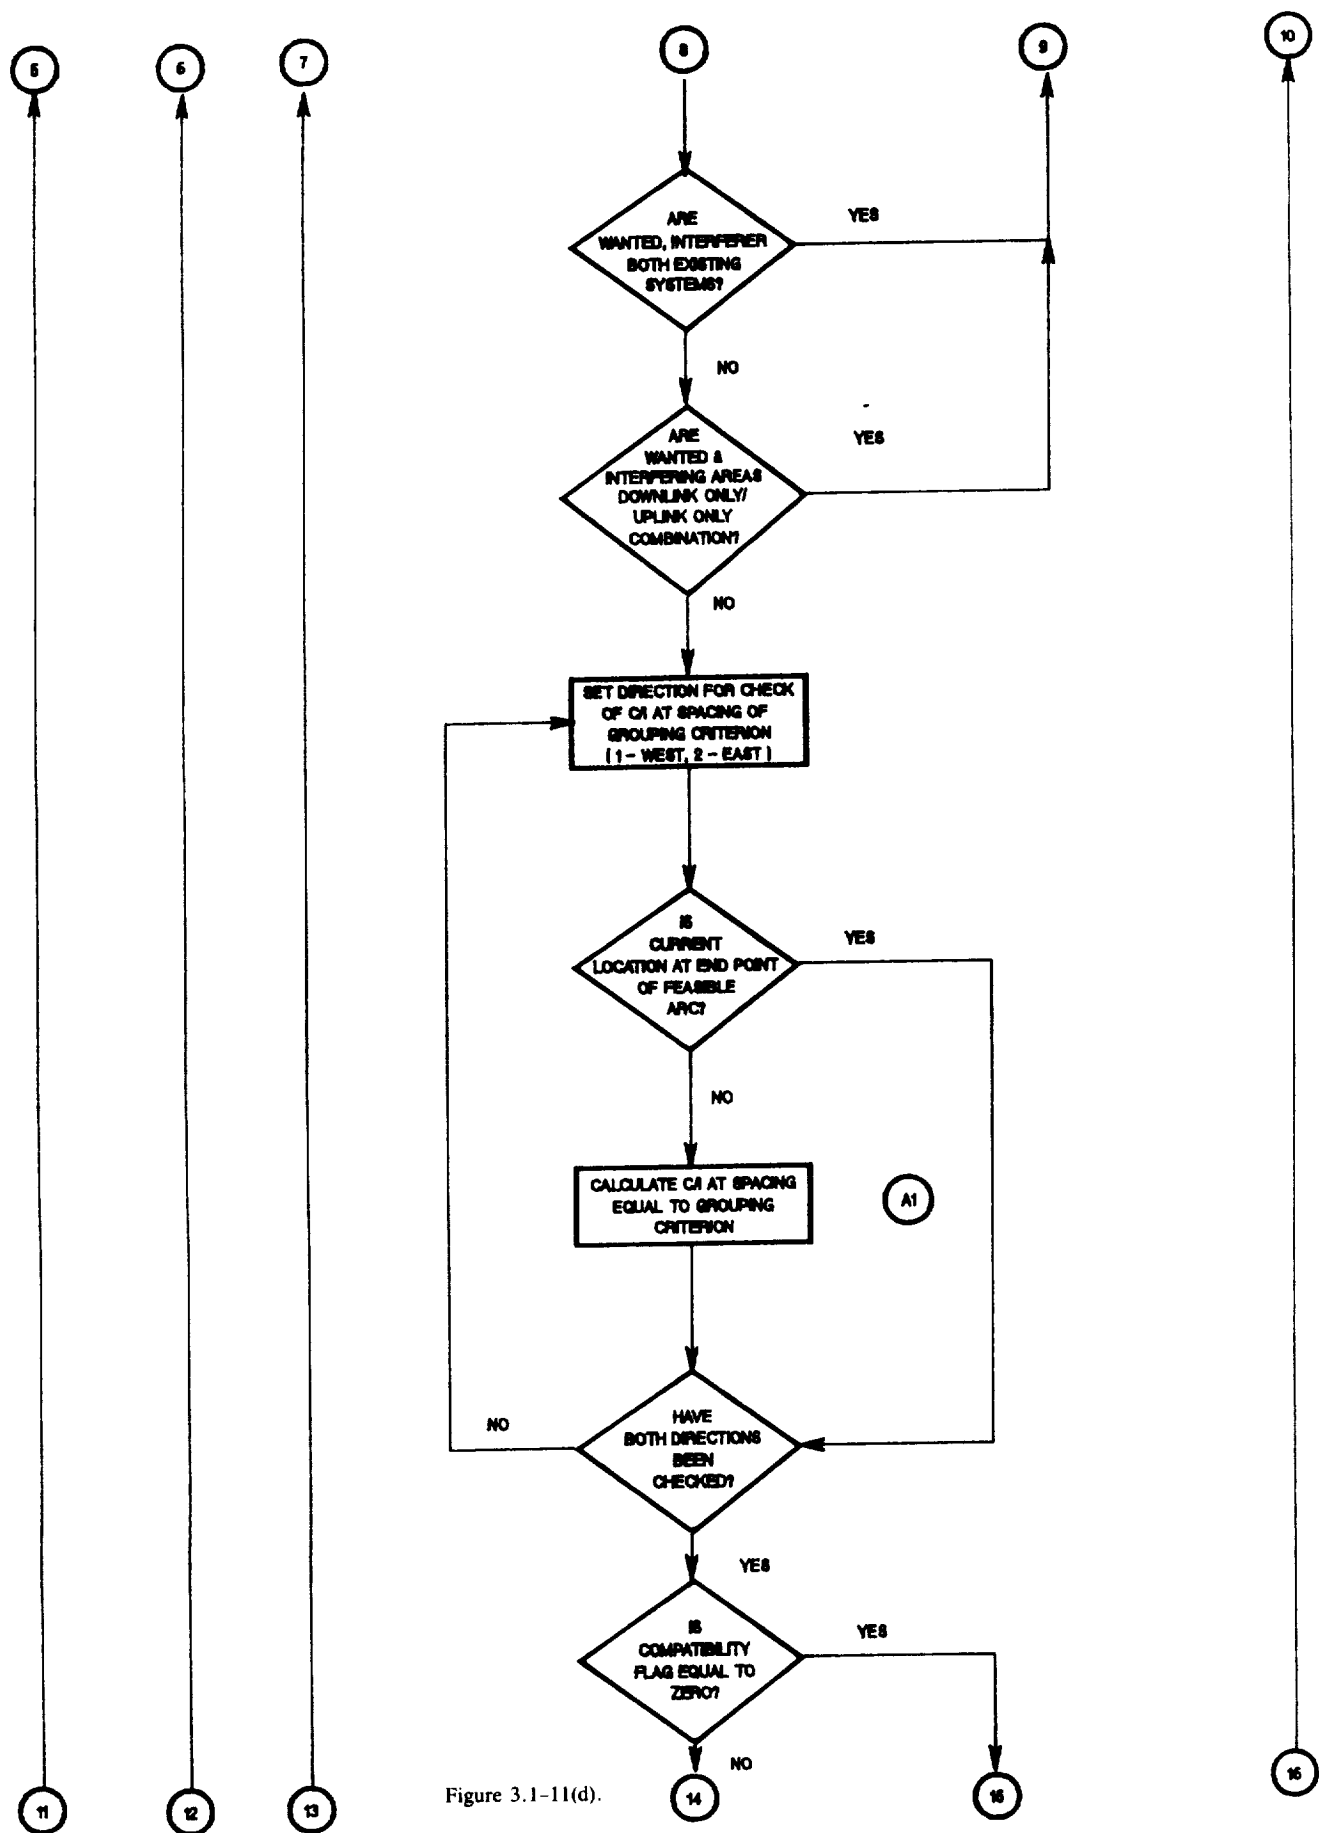 5
6
7
8
9
10
ARE
WANTED, INTERFERER
BOTH EXISTING
SYSTEMS?
YES
NO
ARE
WANTED &
INTERFERING AREAS
DOWNLINK ONLY/
UPLINK ONLY
COMBINATION?
YES
NO
SET DIRECTION FOR CHECK
OF C/I AT SPACING OF
GROUPING CRITERION
( 1 - WEST, 2 - EAST )
IS
CURRENT
LOCATION AT END POINT
OF FEASIBLE
ARC?
YES
NO
CALCULATE C/I AT SPACING
EQUAL TO GROUPING
CRITERION
A1
HAVE
BOTH DIRECTIONS
BEEN
CHECKED?
NO
YES
IS
COMPATIBILITY
FLAG EQUAL TO
ZERO?
YES
NO
11
12
13
Figure 3.1-11(d).
14